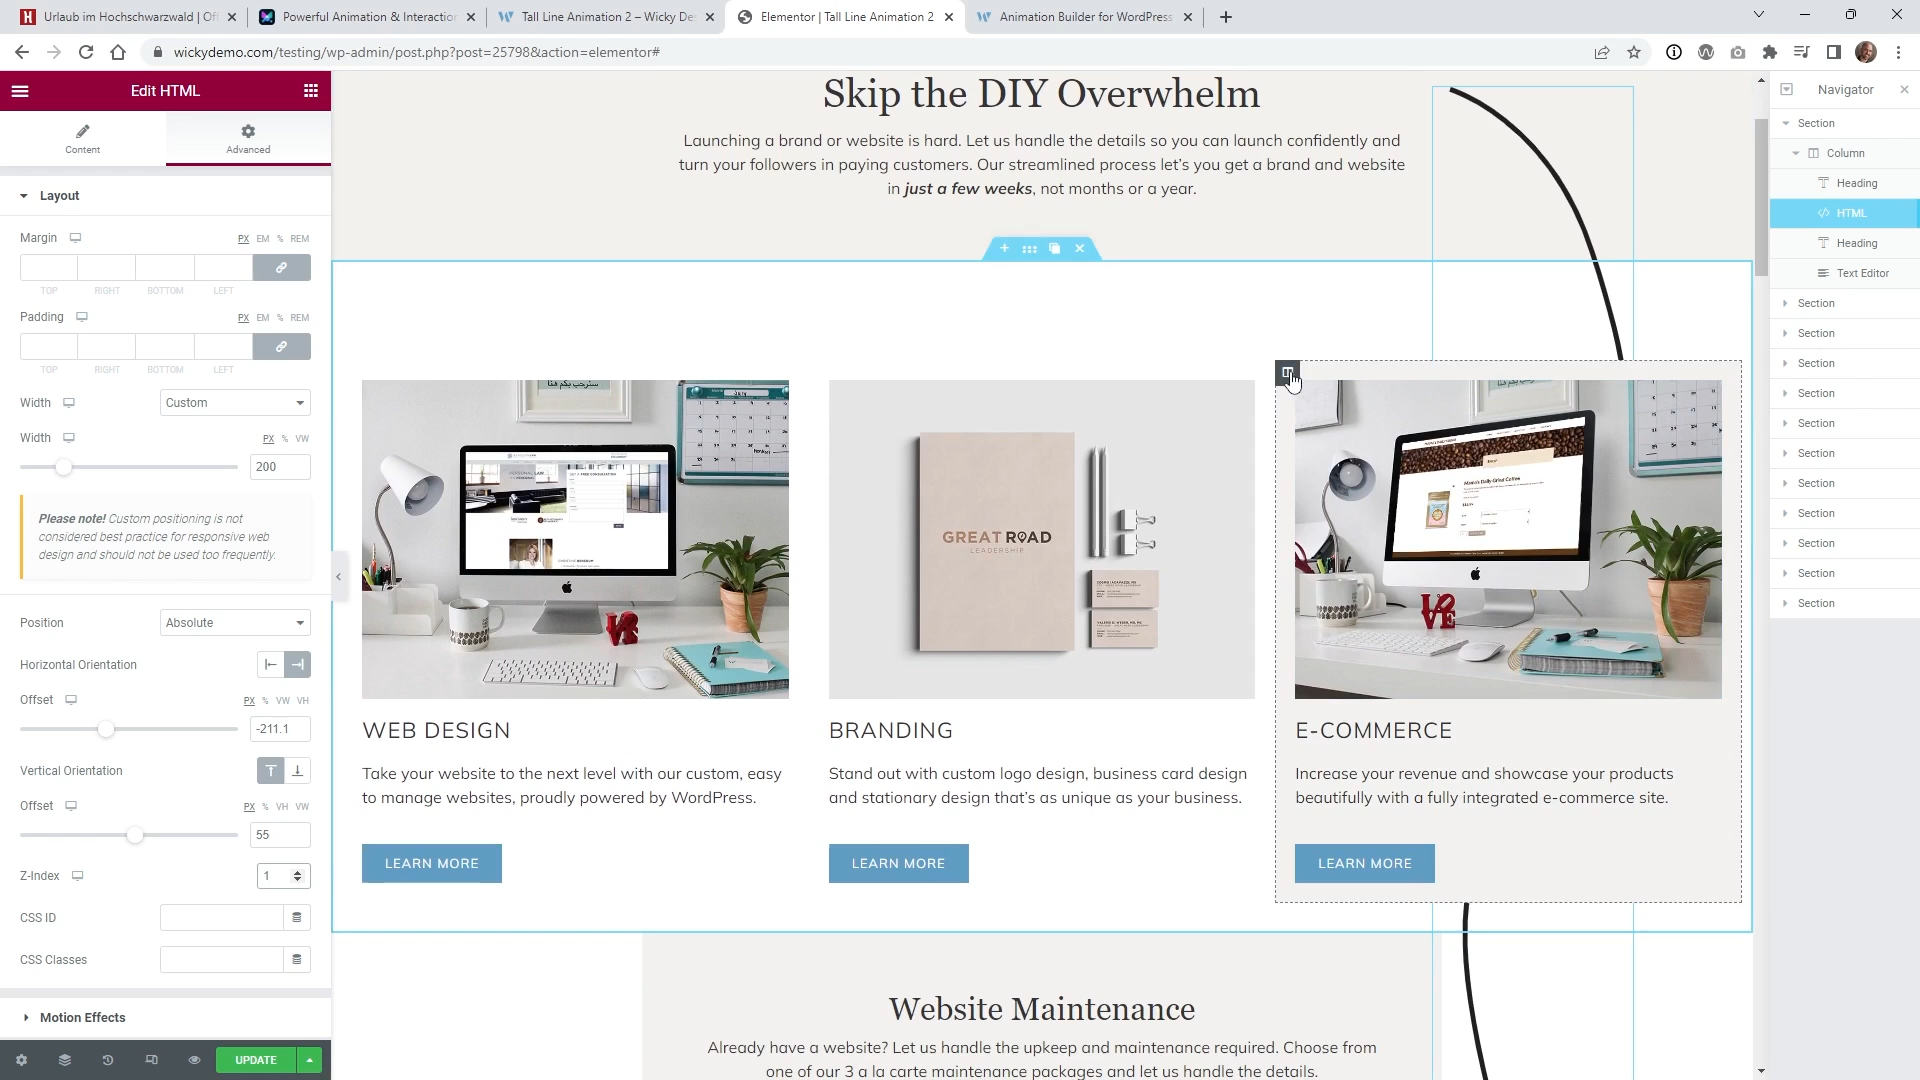 Urlaub im Hochschwarzwald | Off
Powerful Animation & Interaction
Tall Line Animation 2 – Wicky De
Elementor | Tall Line Animation 2
Animation Builder for WordPress
wickydemo.com/testing/wp-admin/post.php?post=25798&action=elementor#
Edit HTML
Content
Advanced
Layout
Margin
PX EM % REM
TOP RIGHT BOTTOM LEFT
Padding
PX EM % REM
TOP RIGHT BOTTOM LEFT
Width
Custom
Width
PX % VW
200
Please note! Custom positioning is not
considered best practice for responsive web
design and should not be used too frequently.
Position
Absolute
Horizontal Orientation
Offset
PX % VW VH
-211.1
Vertical Orientation
Offset
PX % VH VW
55
Z-Index
1
CSS ID
CSS Classes
Motion Effects
UPDATE
Skip the DIY Overwhelm
Launching a brand or website is hard. Let us handle the details so you can launch confidently and
turn your followers in paying customers. Our streamlined process let's you get a brand and website
in just a few weeks, not months or a year.
GREAT ROAD
LEADERSHIP
LOVE
LOVE
WEB DESIGN
Take your website to the next level with our custom, easy
to manage websites, proudly powered by WordPress.
LEARN MORE
BRANDING
Stand out with custom logo design, business card design
and stationary design that's as unique as your business.
LEARN MORE
E-COMMERCE
Increase your revenue and showcase your products
beautifully with a fully integrated e-commerce site.
LEARN MORE
Website Maintenance
Already have a website? Let us handle the upkeep and maintenance required. Choose from
one of our 3 a la carte maintenance packages and let us handle the details.
Navigator
Section
Column
Heading
HTML
Heading
Text Editor
Section
Section
Section
Section
Section
Section
Section
Section
Section
Section
Section